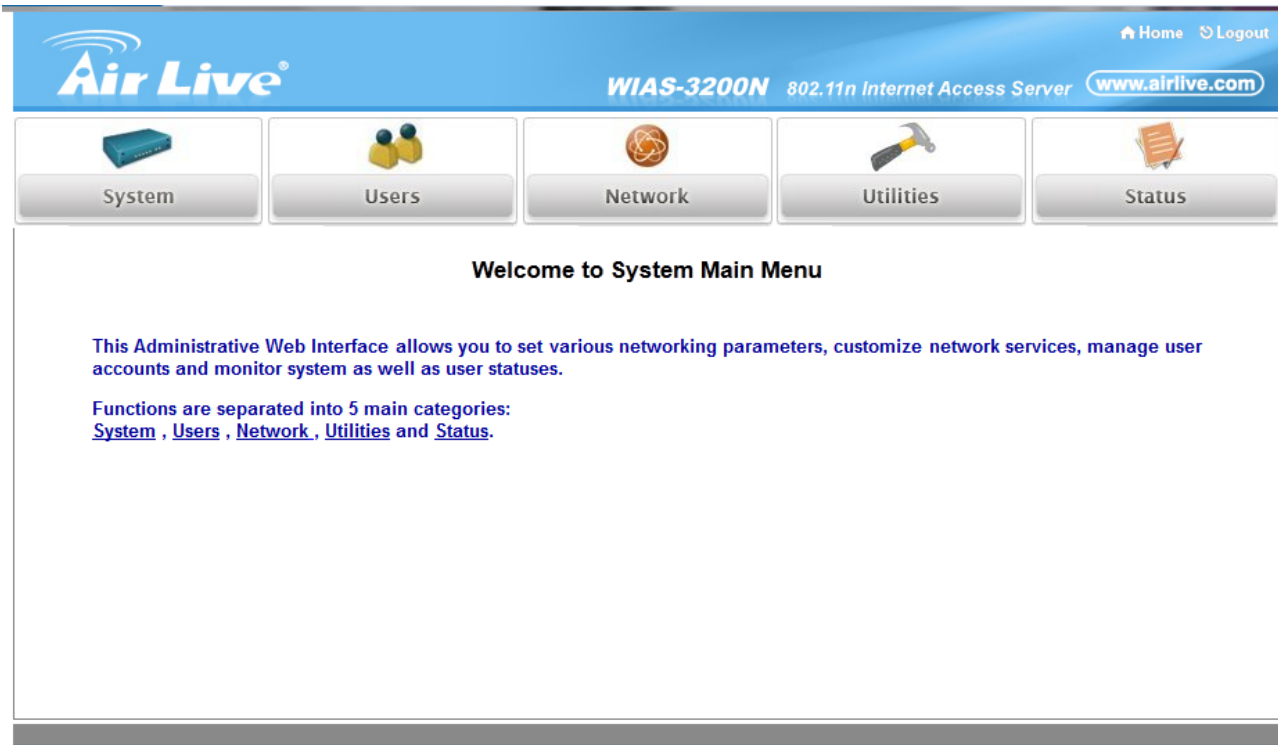 Home Logout
Air Live®
WIAS-3200N 802.11n Internet Access Server www.airlive.com
System Users Network Utilities Status
Welcome to System Main Menu
This Administrative Web Interface allows you to set various networking parameters, customize network services, manage user
accounts and monitor system as well as user statuses.
Functions are separated into 5 main categories:
System , Users , Network , Utilities and Status.